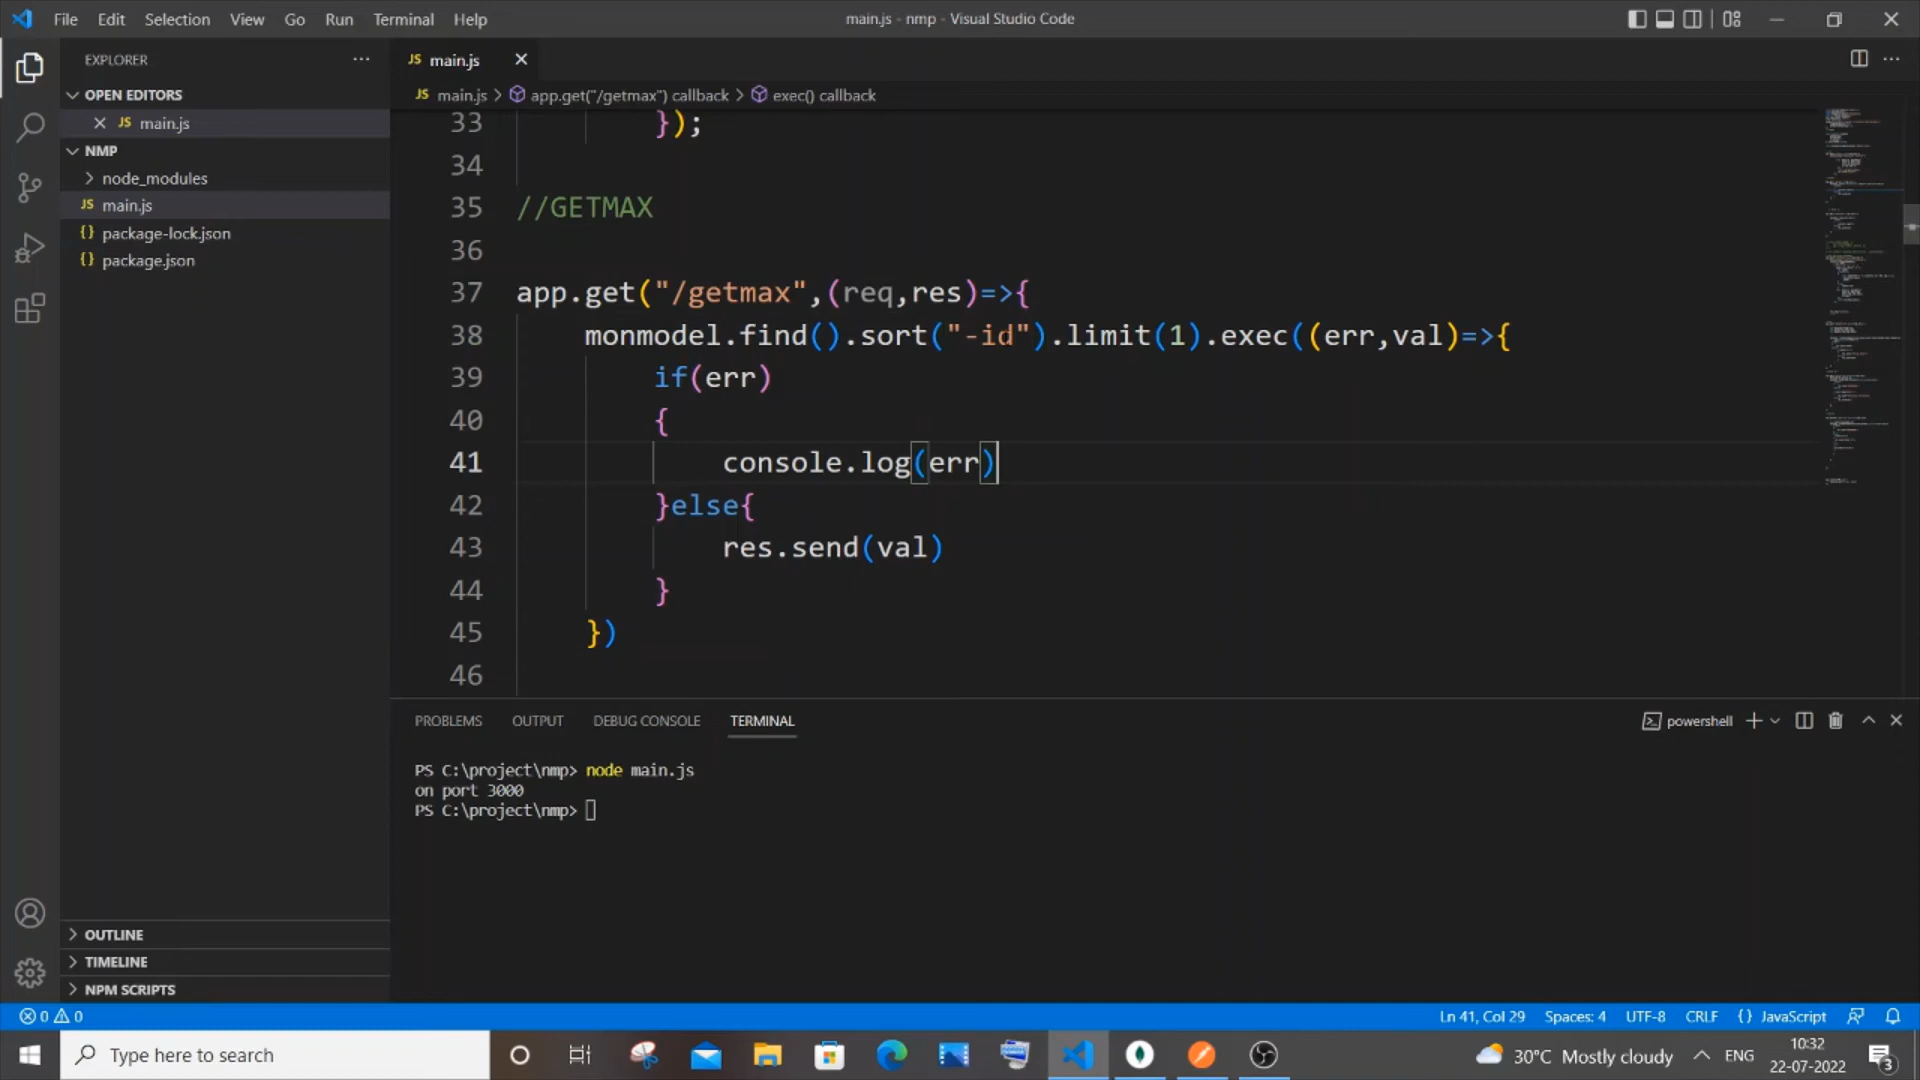 File Edit Selection View Go Run Terminal Help
main.js - nmp - Visual Studio Code
EXPLORER
OPEN EDITORS
JS main.js
NMP
node_modules
JS main.js
{} package-lock.json
{} package.json
OUTLINE
TIMELINE
NPM SCRIPTS
JS main.js
JS main.js > app.get("/getmax") callback > exec() callback
33 });
34
35 //GETMAX
36
37 app.get("/getmax",(req,res)=>{
38 monmodel.find().sort("-id").limit(1).exec((err,val)=>{
39 if(err)
40 {
41 console.log(err)
42 }else{
43 res.send(val)
44 }
45 })
46
PROBLEMS OUTPUT DEBUG CONSOLE TERMINAL
powershell
PS C:\project\nmp> node main.js
on port 3000
PS C:\project\nmp>
0 0
Ln 41, Col 29 Spaces: 4 UTF-8 CRLF {} JavaScript
Type here to search
30°C Mostly cloudy
ENG
10:32
22-07-2022
3